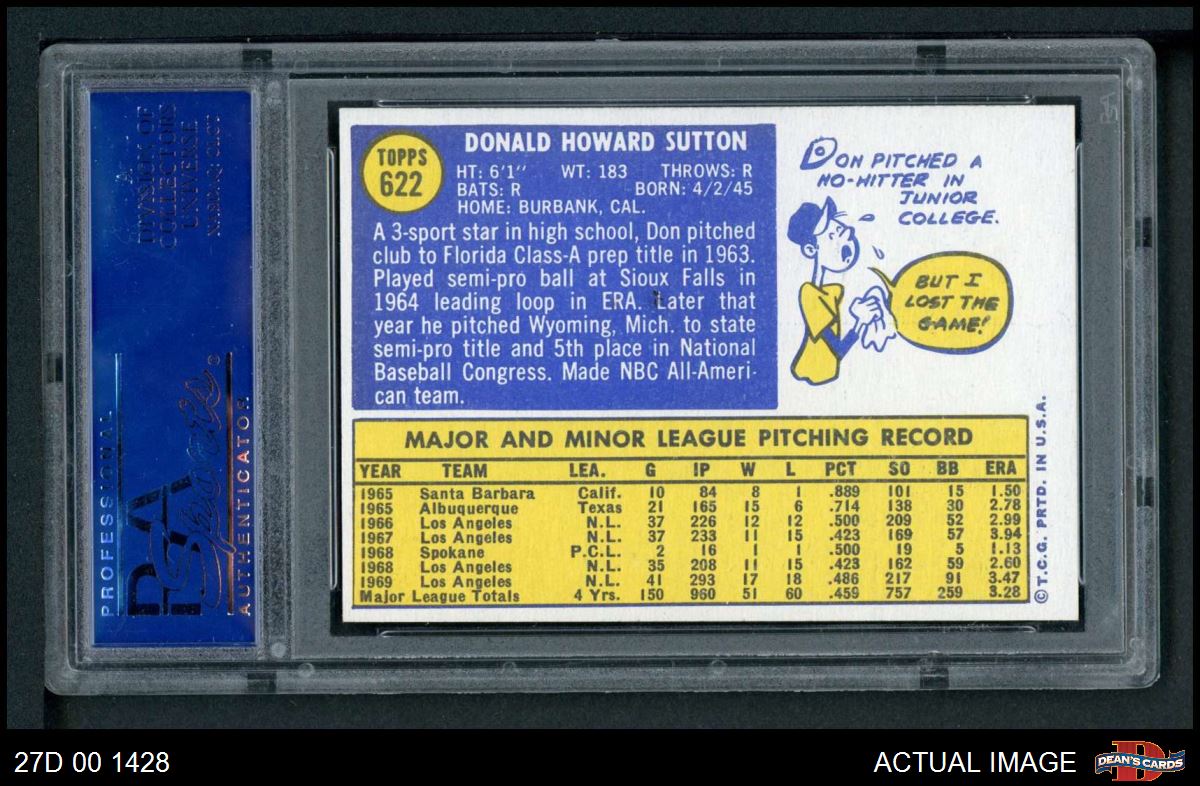 A
DIVISION OF
COLLECTORS
UNIVERSE
NASDAQ: CLCT
PROFESSIONAL
PSA
Sports
®
AUTHENTICATOR
TOPPS
622
DONALD HOWARD SUTTON
HT: 6'1" WT: 183 THROWS: R
BATS: R BORN: 4/2/45
HOME: BURBANK, CAL.
A 3-sport star in high school, Don pitched
club to Florida Class-A prep title in 1963.
Played semi-pro ball at Sioux Falls in
1964 leading loop in ERA. Later that
year he pitched Wyoming, Mich. to state
semi-pro title and 5th place in National
Baseball Congress. Made NBC All-Ameri-
can team.
DON PITCHED A
NO-HITTER IN
JUNIOR
COLLEGE.
BUT I
LOST THE
GAME!
MAJOR AND MINOR LEAGUE PITCHING RECORD
YEAR TEAM LEA. G IP W L PCT SO BB ERA
1965 Santa Barbara Calif. 10 84 8 1 .889 101 15 1.50
1965 Albuquerque Texas 21 165 15 6 .714 138 30 2.78
1966 Los Angeles N.L. 37 226 12 12 .500 209 52 2.99
1967 Los Angeles N.L. 37 233 11 15 .423 169 57 3.94
1968 Spokane P.C.L. 2 16 1 1 .500 19 5 1.13
1968 Los Angeles N.L. 35 208 11 15 .423 162 59 2.60
1969 Los Angeles N.L. 41 293 17 18 .486 217 91 3.47
Major League Totals 4 Yrs. 150 960 51 60 .459 757 259 3.28
© T.C.G. PRTD. IN U.S.A.
27D 00 1428
ACTUAL IMAGE
D
DEAN'S CARDS